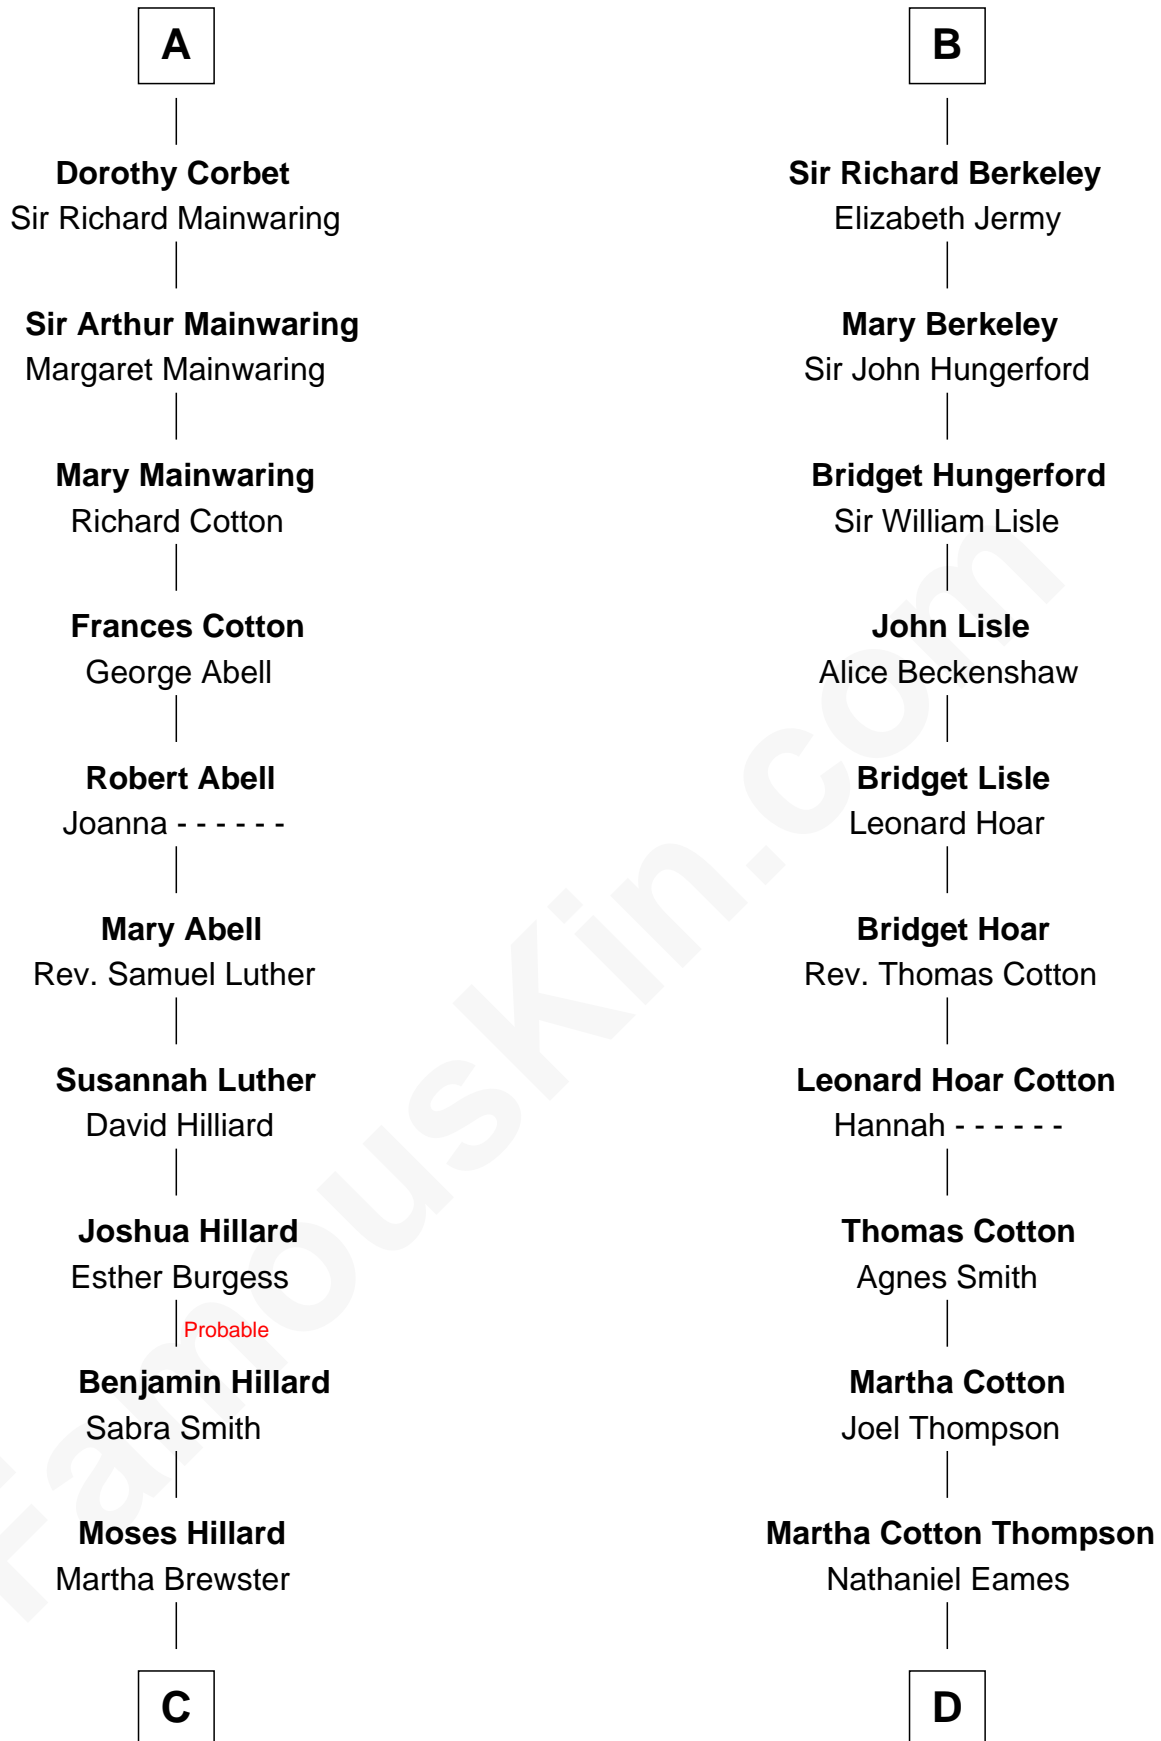 A
Dorothy Corbet
Sir Richard Mainwaring
Sir Arthur Mainwaring
Margaret Mainwaring
Mary Mainwaring
Richard Cotton
Frances Cotton
George Abell
Robert Abell
Joanna - - - - - -
Mary Abell
Rev. Samuel Luther
Susannah Luther
David Hilliard
Joshua Hillard
Esther Burgess
Probable
Benjamin Hillard
Sabra Smith
Moses Hillard
Martha Brewster
C
B
Sir Richard Berkeley
Elizabeth Jermy
Mary Berkeley
Sir John Hungerford
Bridget Hungerford
Sir William Lisle
John Lisle
Alice Beckenshaw
Bridget Lisle
Leonard Hoar
Bridget Hoar
Rev. Thomas Cotton
Leonard Hoar Cotton
Hannah - - - - - -
Thomas Cotton
Agnes Smith
Martha Cotton
Joel Thompson
Martha Cotton Thompson
Nathaniel Eames
D
FamousKin.com